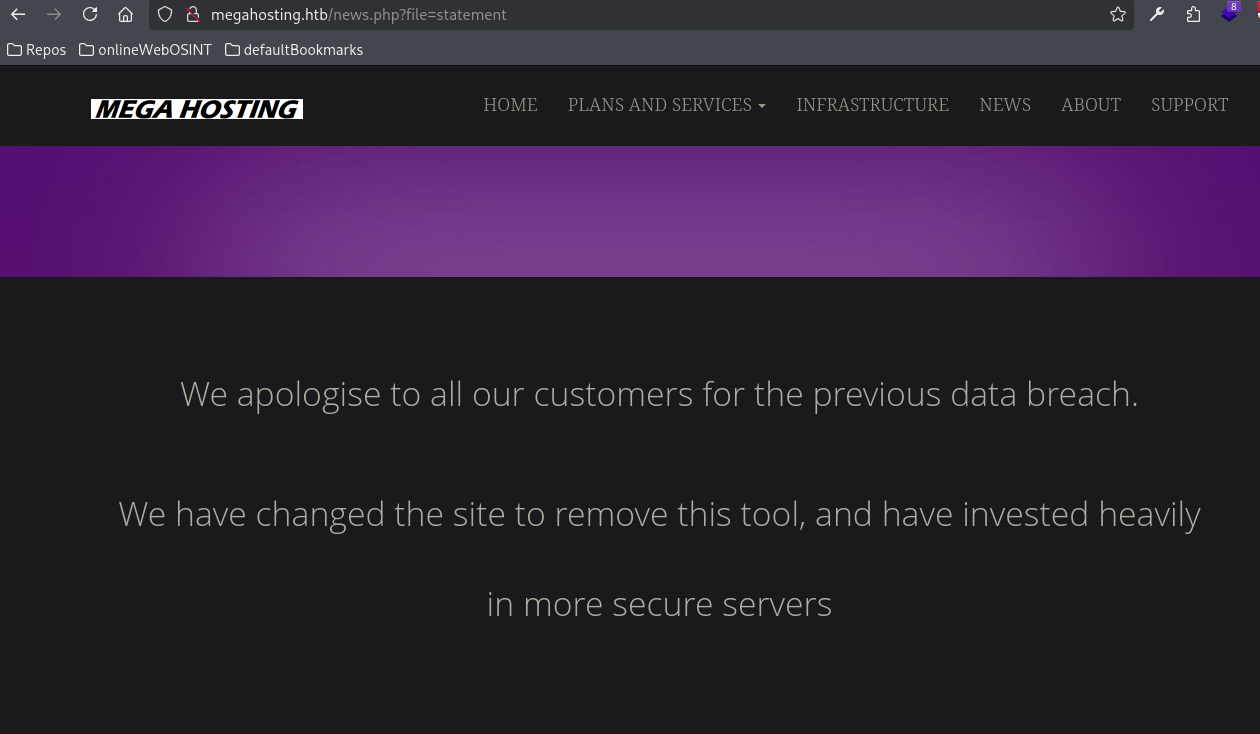 megahosting.htb/news.php?file=statement
8
Repos onlineWebOSINT defaultBookmarks
MEGA HOSTING HOME PLANS AND SERVICES INFRASTRUCTURE NEWS ABOUT SUPPORT
We apologise to all our customers for the previous data breach.
We have changed the site to remove this tool, and have invested heavily
in more secure servers